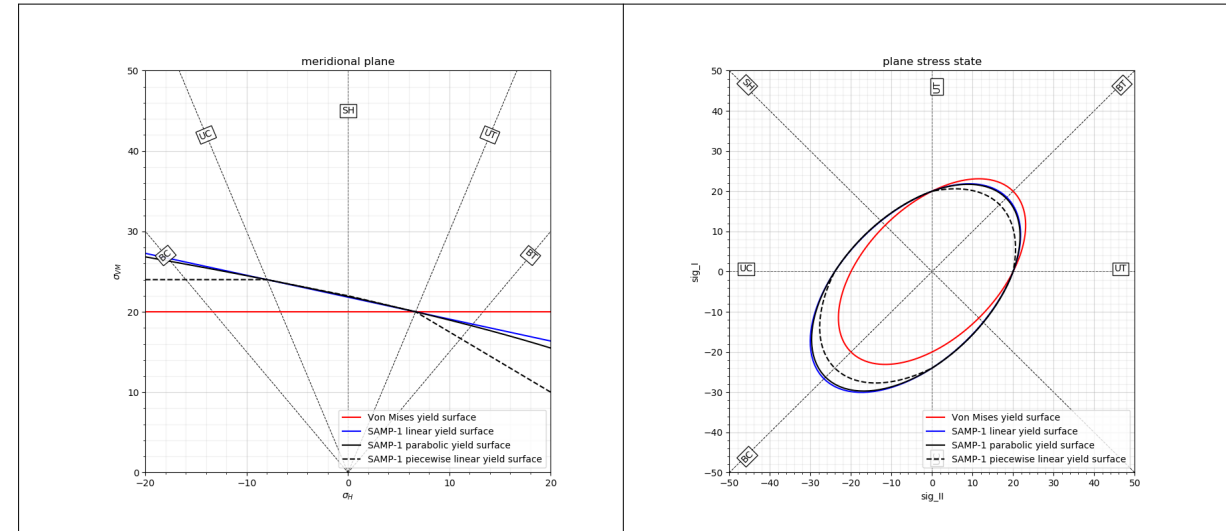 meridional plane
50
40
30
20
10
0
-20
-10
0
10
20
σVM
σH
UC
SH
UT
BC
BT
Von Mises yield surface
SAMP-1 linear yield surface
SAMP-1 parabolic yield surface
SAMP-1 piecewise linear yield surface
plane stress state
50
40
30
20
10
0
-10
-20
-30
-40
-50
-50
-40
-30
-20
-10
0
10
20
30
40
50
sig_I
sig_II
SH
UT
BT
UC
UT
BC
Von Mises yield surface
SAMP-1 linear yield surface
SAMP-1 parabolic yield surface
SAMP-1 piecewise linear yield surface